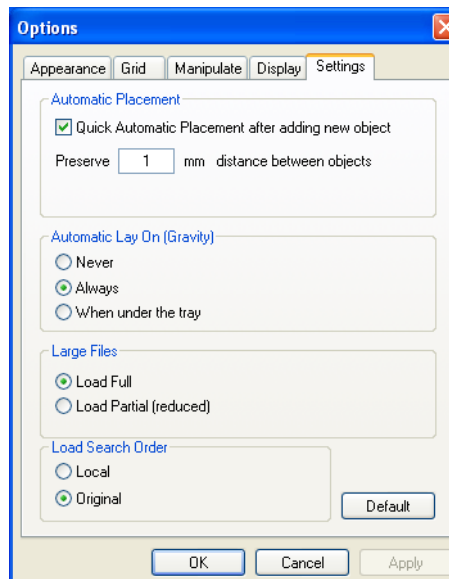 Options
Appearance Grid Manipulate Display Settings
Automatic Placement
Quick Automatic Placement after adding new object
Preserve 1 mm distance between objects
Automatic Lay On (Gravity)
Never
Always
When under the tray
Large Files
Load Full
Load Partial (reduced)
Load Search Order
Local
Original
Default
OK Cancel Apply